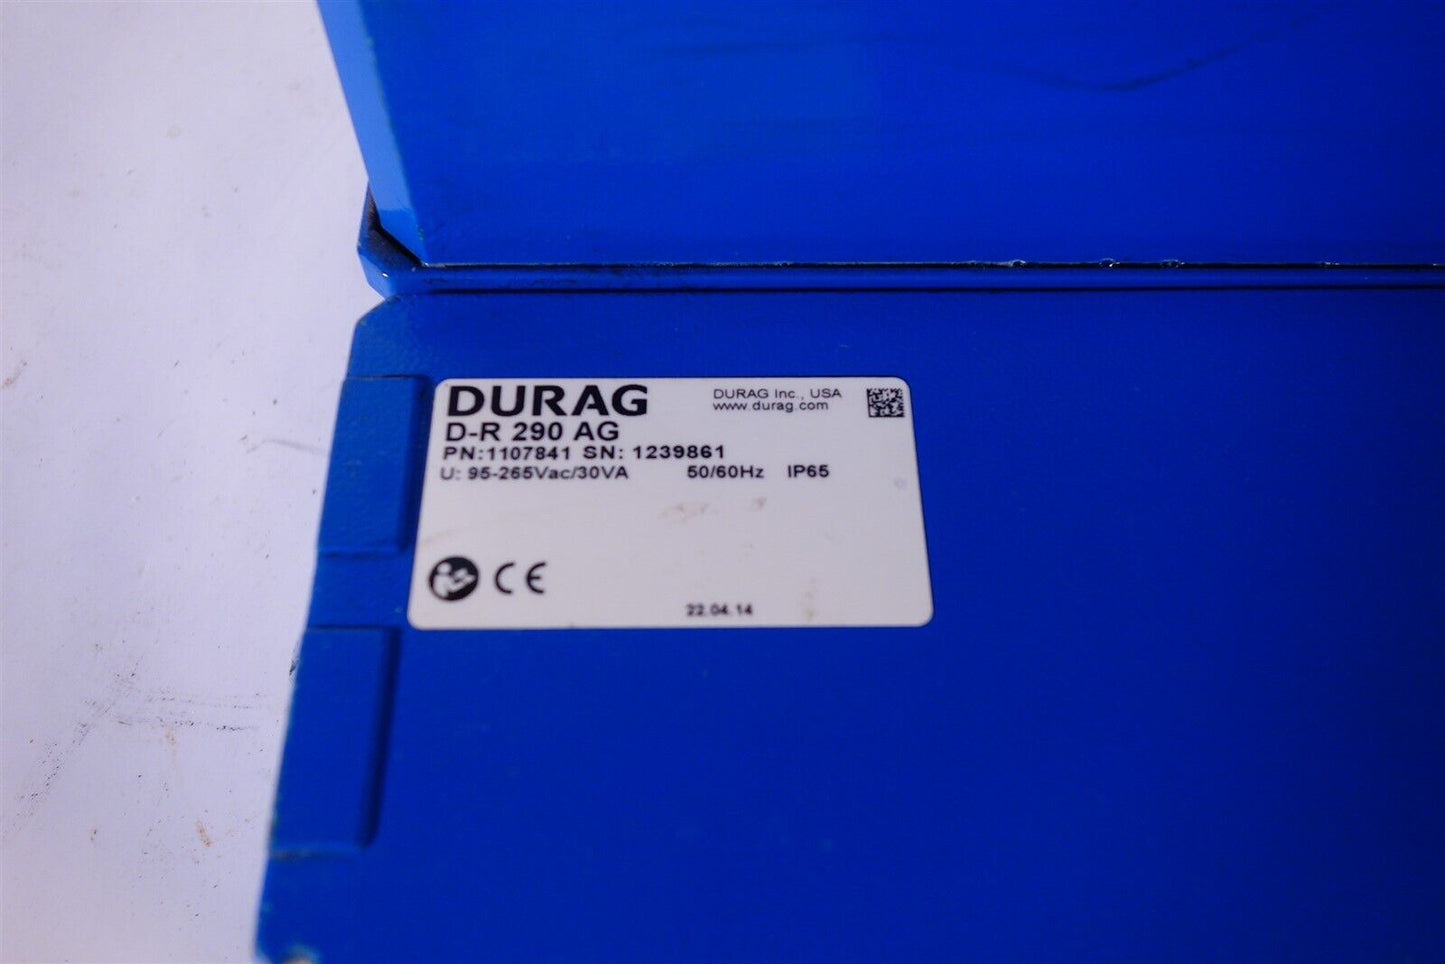 DURAG
DURAG Inc., USA
www.durag.com
D-R 290 AG
PN:1107841 SN: 1239861
U: 95-265Vac/30VA 50/60Hz IP65
CE
22.04.14